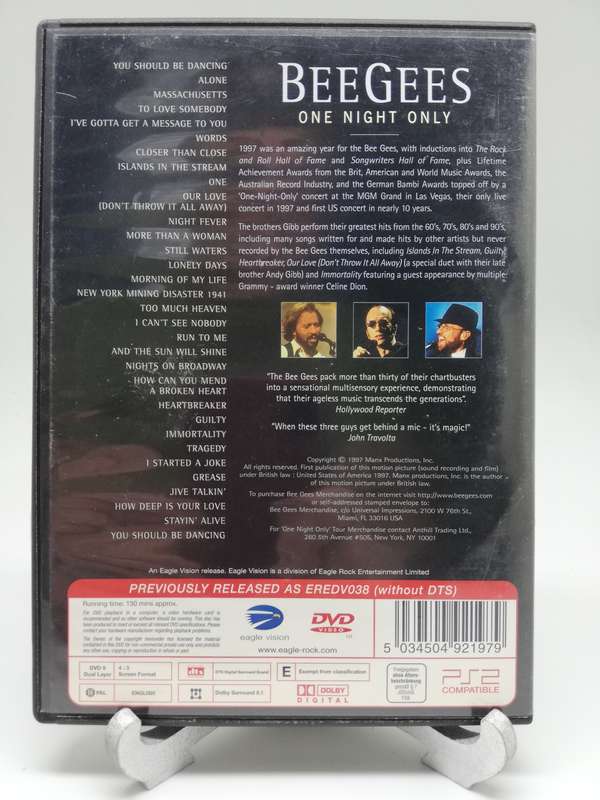 YOU SHOULD BE DANCING
ALONE
MASSACHUSETTS
TO LOVE SOMEBODY
I'VE GOTTA GET A MESSAGE TO YOU
WORDS
CLOSER THAN CLOSE
ISLANDS IN THE STREAM
ONE
OUR LOVE
(DON'T THROW IT ALL AWAY)
NIGHT FEVER
MORE THAN A WOMAN
STILL WATERS
LONELY DAYS
MORNING OF MY LIFE
NEW YORK MINING DISASTER 1941
TOO MUCH HEAVEN
I CAN'T SEE NOBODY
RUN TO ME
AND THE SUN WILL SHINE
NIGHTS ON BROADWAY
HOW CAN YOU MEND
A BROKEN HEART
HEARTBREAKER
GUILTY
IMMORTALITY
TRAGEDY
I STARTED A JOKE
GREASE
JIVE TALKIN'
HOW DEEP IS YOUR LOVE
STAYIN' ALIVE
YOU SHOULD BE DANCING
BEEGEES
ONE NIGHT ONLY
1997 was an amazing year for the Bee Gees, with inductions into The Rock
and Roll Hall of Fame and Songwriters Hall of Fame, plus Lifetime
Achievement Awards from the Brit, American and World Music Awards, the
Australian Record Industry, and the German Bambi Awards topped off by a
'One-Night-Only' concert at the MGM Grand in Las Vegas, their only live
concert in 1997 and first US concert in nearly 10 years.
The brothers Gibb perform their greatest hits from the 60's, 70's, 80's and 90's,
including many songs written for and made hits by other artists but never
recorded by the Bee Gees themselves, including Islands In The Stream, Guilty,
Heartbreaker, Our Love (Don't Throw It All Away) (a special duet with their late
brother Andy Gibb) and Immortality featuring a guest appearance by multiple
Grammy - award winner Celine Dion.
"The Bee Gees pack more than thirty of their chartbusters
into a sensational multisensory experience, demonstrating
that their ageless music transcends the generations".
Hollywood Reporter
"When these three guys get behind a mic - it's magic!"
John Travolta
Copyright © 1997 Manx Productions, Inc.
All rights reserved. First publication of this motion picture (sound recording and film)
under British law : United States of America 1997. Manx Productions, Inc. is the author
of this motion picture under British law.
To purchase Bee Gees Merchandise on the internet visit http://www.beegees.com
or self-addressed stamped envelope to:
Bee Gees Merchandise, c/o Universal Impressions, 2100 W 76th St.,
Miami, FL 33016 USA
For 'One Night Only' Tour Merchandise contact Anthill Trading Ltd.,
280 5th Avenue #505, New York, NY 10001
An Eagle Vision release. Eagle Vision is a division of Eagle Rock Entertainment Limited
PREVIOUSLY RELEASED AS EREDV038 (without DTS)
Running time: 130 mins approx.
eagle vision
www.eagle-rock.com
DVD
VIDEO
5 034504 921979
DVD 9
Dual Layer
4:3
Screen Format
dts
DTS Digital Surround Sound
E
Exempt from classification
PAL
ENGLISH
Dolby Surround 5.1
DOLBY
DIGITAL
Freigegeben
ohne Alters-
beschränkung
PS2
COMPATIBLE